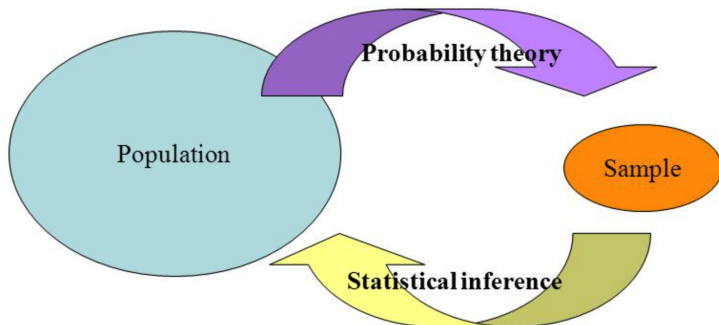 Probability theory
Population
Sample
Statistical inference